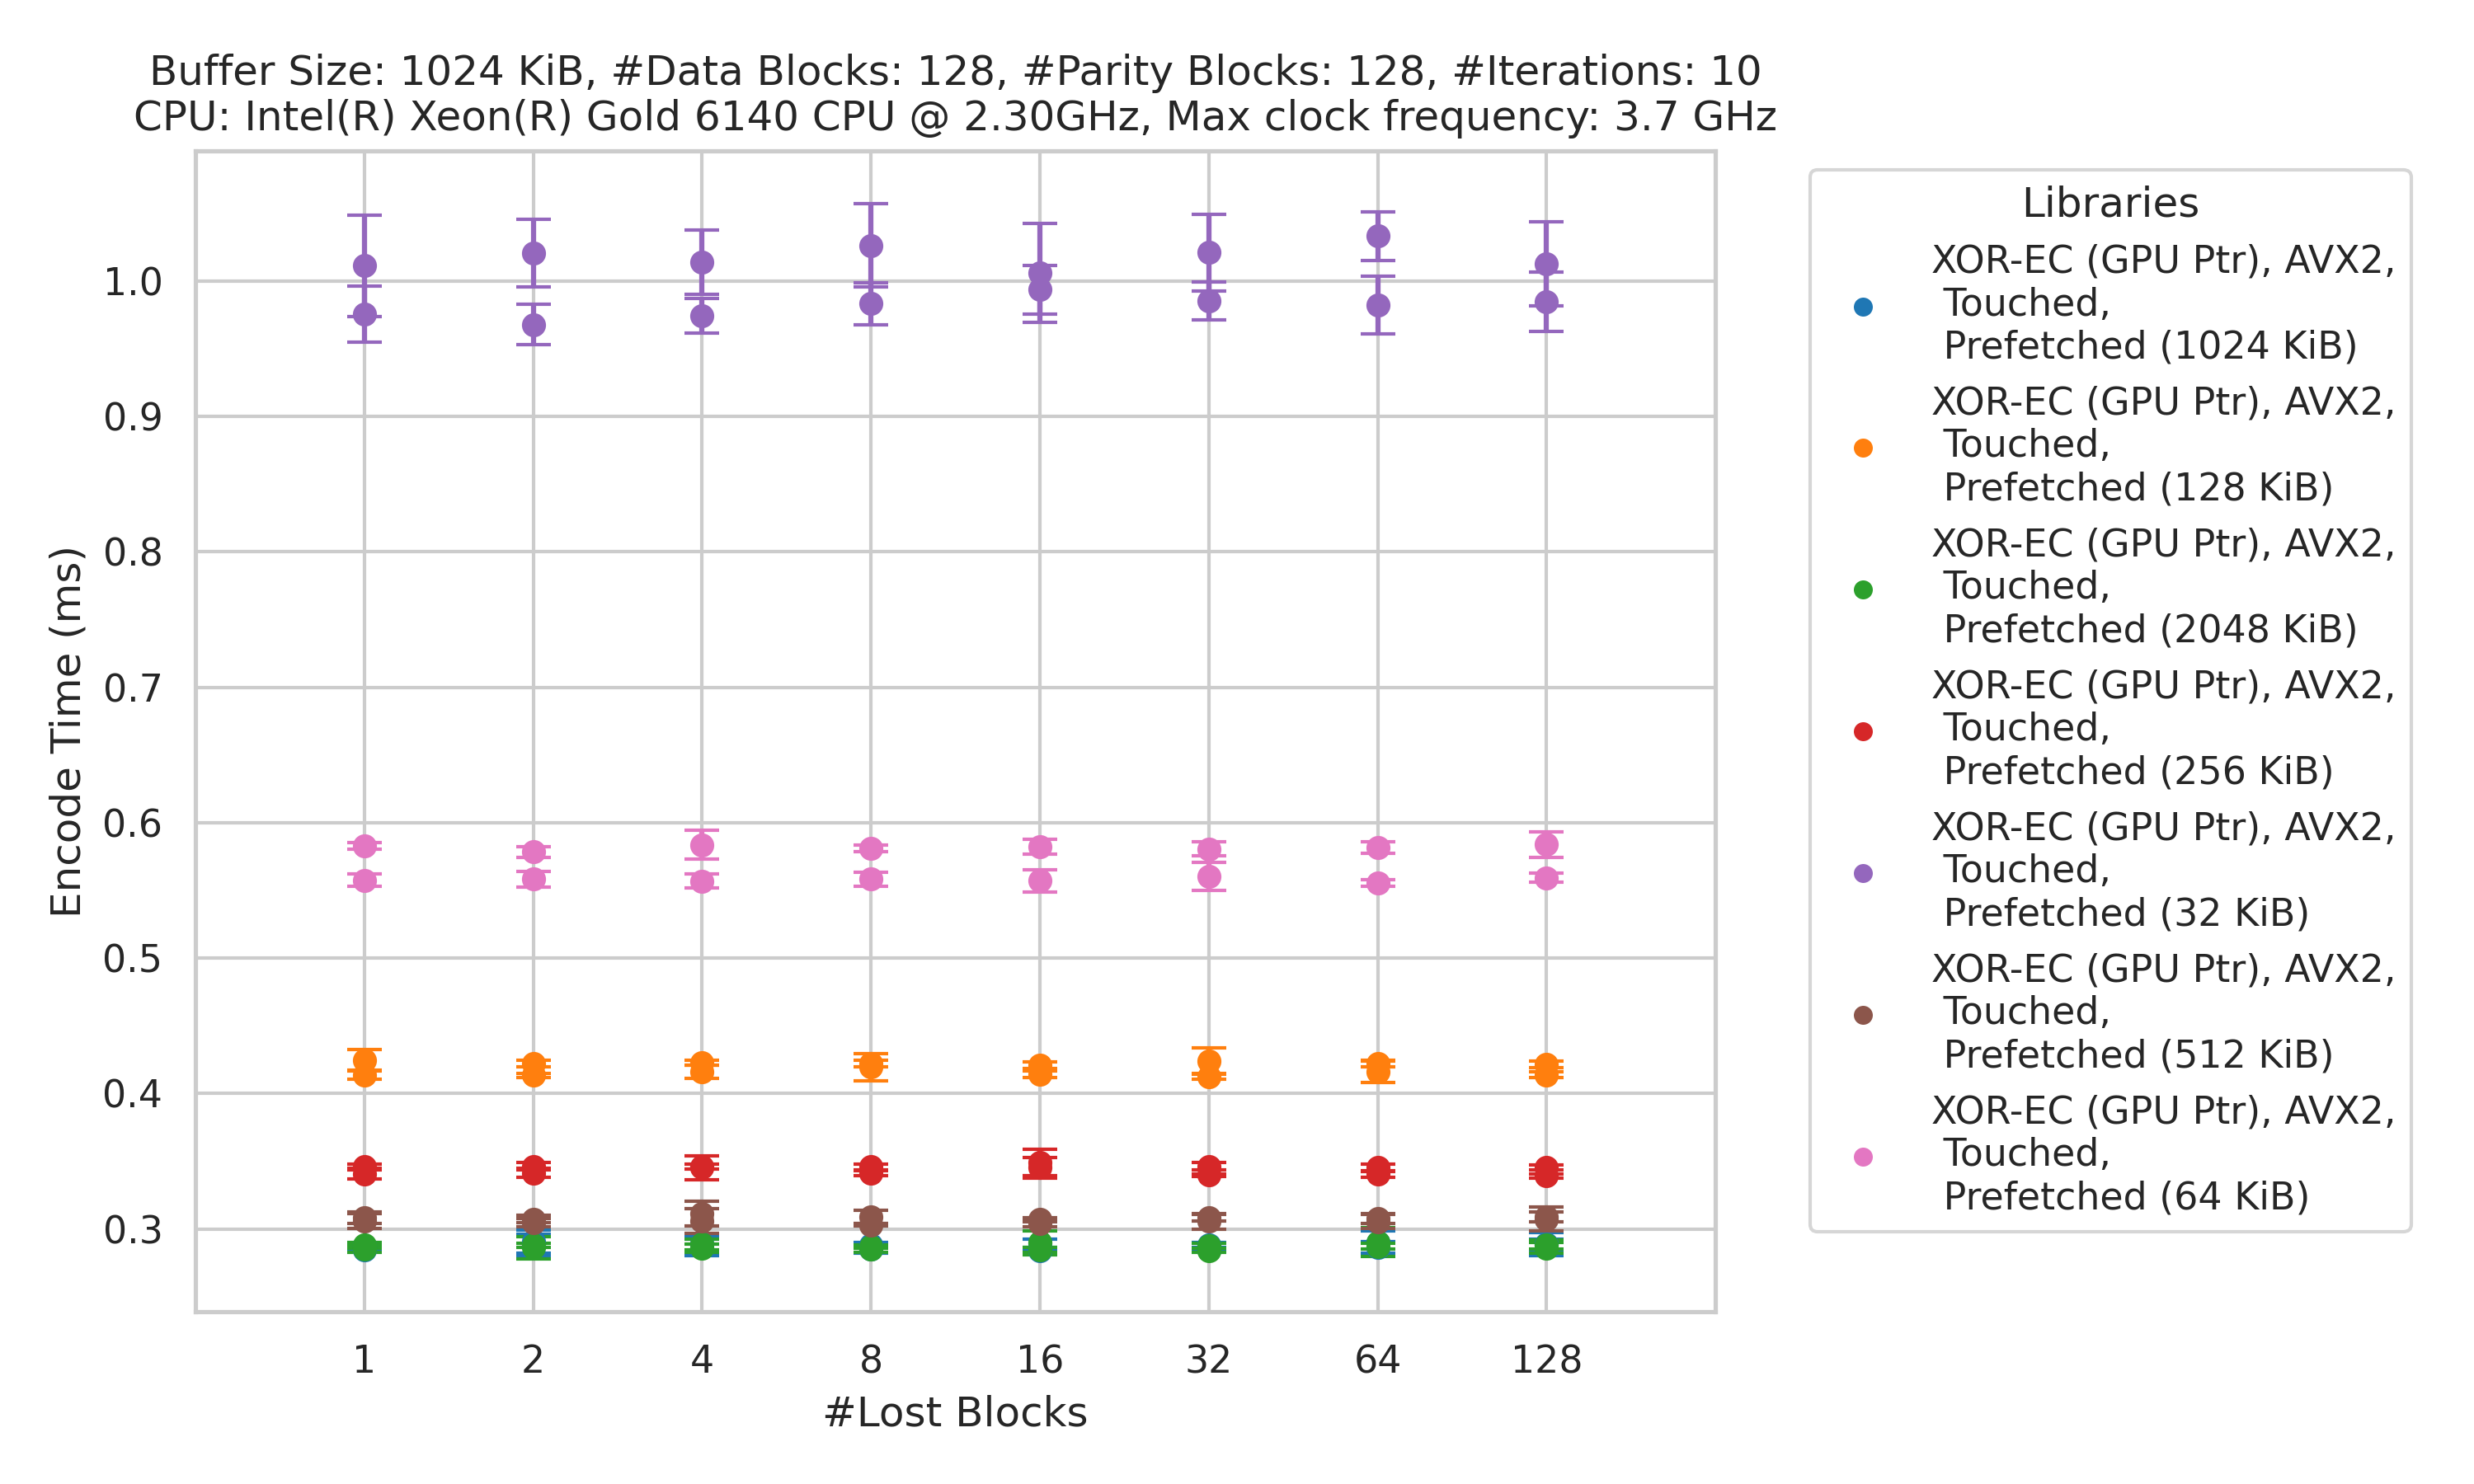 Buffer Size: 1024 KiB, #Data Blocks: 128, #Parity Blocks: 128, #Iterations: 10
CPU: Intel(R) Xeon(R) Gold 6140 CPU @ 2.30GHz, Max clock frequency: 3.7 GHz
Encode Time (ms)
1.0
0.9
0.8
0.7
0.6
0.5
0.4
0.3
1 2 4 8 16 32 64 128
#Lost Blocks
Libraries
XOR-EC (GPU Ptr), AVX2,
Touched,
Prefetched (1024 KiB)
XOR-EC (GPU Ptr), AVX2,
Touched,
Prefetched (128 KiB)
XOR-EC (GPU Ptr), AVX2,
Touched,
Prefetched (2048 KiB)
XOR-EC (GPU Ptr), AVX2,
Touched,
Prefetched (256 KiB)
XOR-EC (GPU Ptr), AVX2,
Touched,
Prefetched (32 KiB)
XOR-EC (GPU Ptr), AVX2,
Touched,
Prefetched (512 KiB)
XOR-EC (GPU Ptr), AVX2,
Touched,
Prefetched (64 KiB)